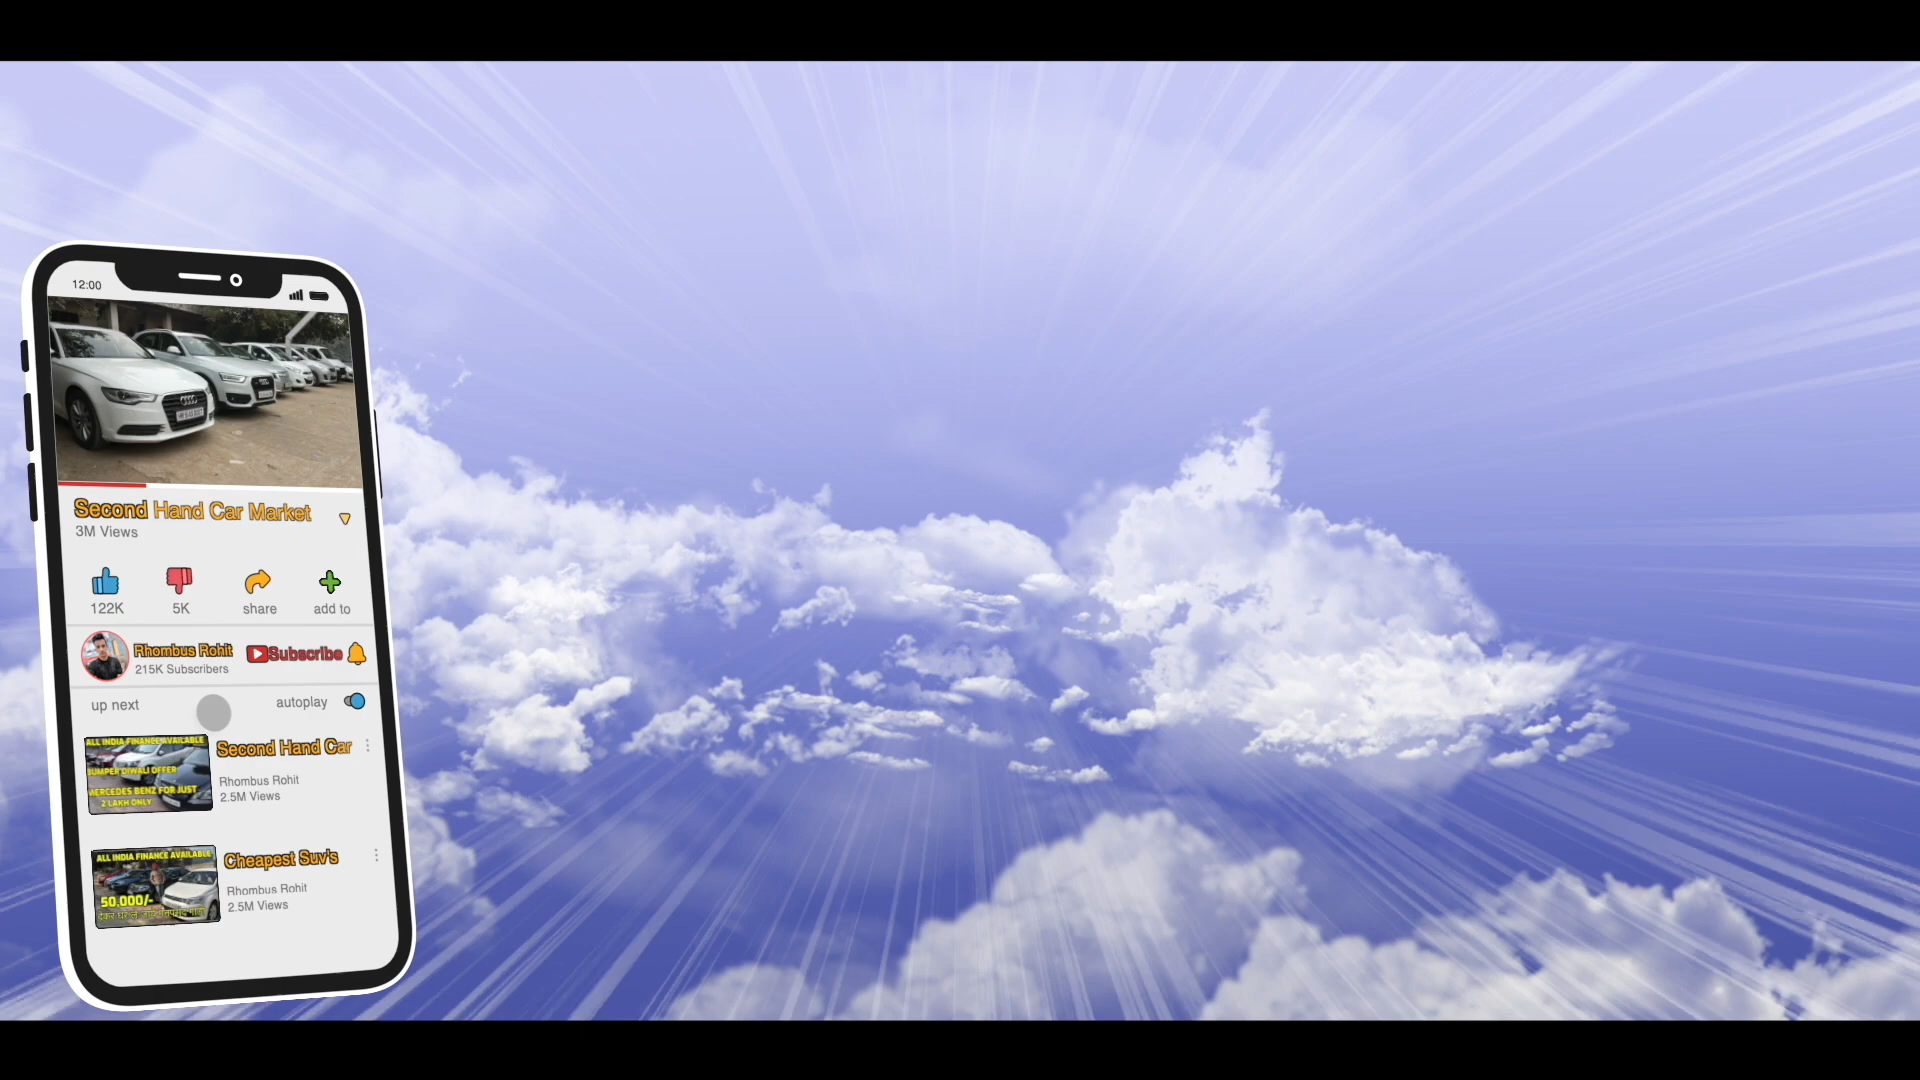 12:00
Second Hand Car Market
3M Views
122K
5K
share
add to
Rhombus Rohit
215K Subscribers
Subscribe
up next
autoplay
ALL INDIA FINANCE AVAILABLE
BUMPER DIWALI OFFER
MERCEDES BENZ FOR JUST
2 LAKH ONLY
Second Hand Car
Rhombus Rohit
2.5M Views
ALL INDIA FINANCE AVAILABLE
50.000/-
Cheapest Suv's
Rhombus Rohit
2.5M Views